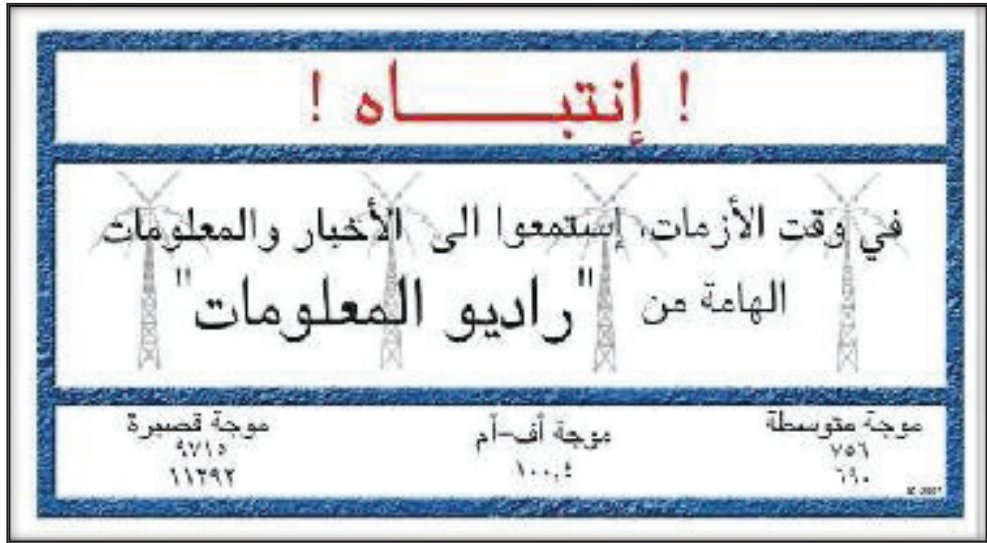 ! إنتبـــــــاه !
في وقت الأزمات، إستمعوا الى الأخبار والمعلومات
الهامة من "راديو المعلومات"
موجة متوسطة
٧٥٦
٦٩٠
موجة أف-آم
١٠٠,٤
موجة قصيرة
٩٧١٥
١١٢٩٢